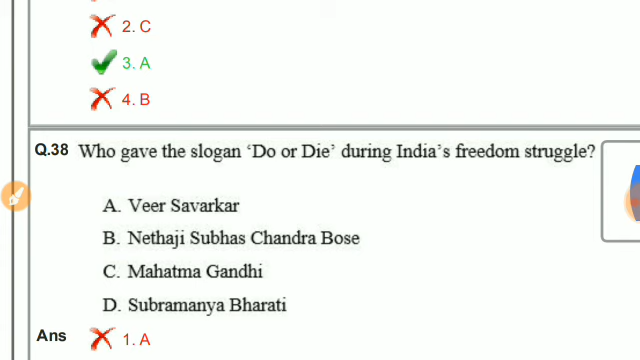 2. C
3. A
4. B
Q.38 Who gave the slogan ‘Do or Die’ during India’s freedom struggle?
A. Veer Savarkar
B. Nethaji Subhas Chandra Bose
C. Mahatma Gandhi
D. Subramanya Bharati
Ans 1. A